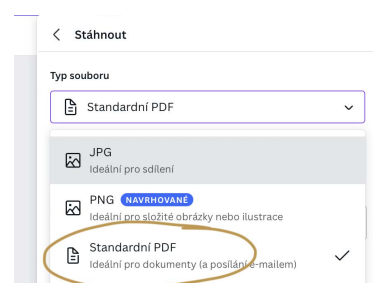 Stáhnout
Typ souboru
Standardní PDF
JPG
Ideální pro sdílení
PNG NAVRHOVANÉ
Ideální pro složité obrázky nebo ilustrace
Standardní PDF
Ideální pro dokumenty (a posílání e-mailem)